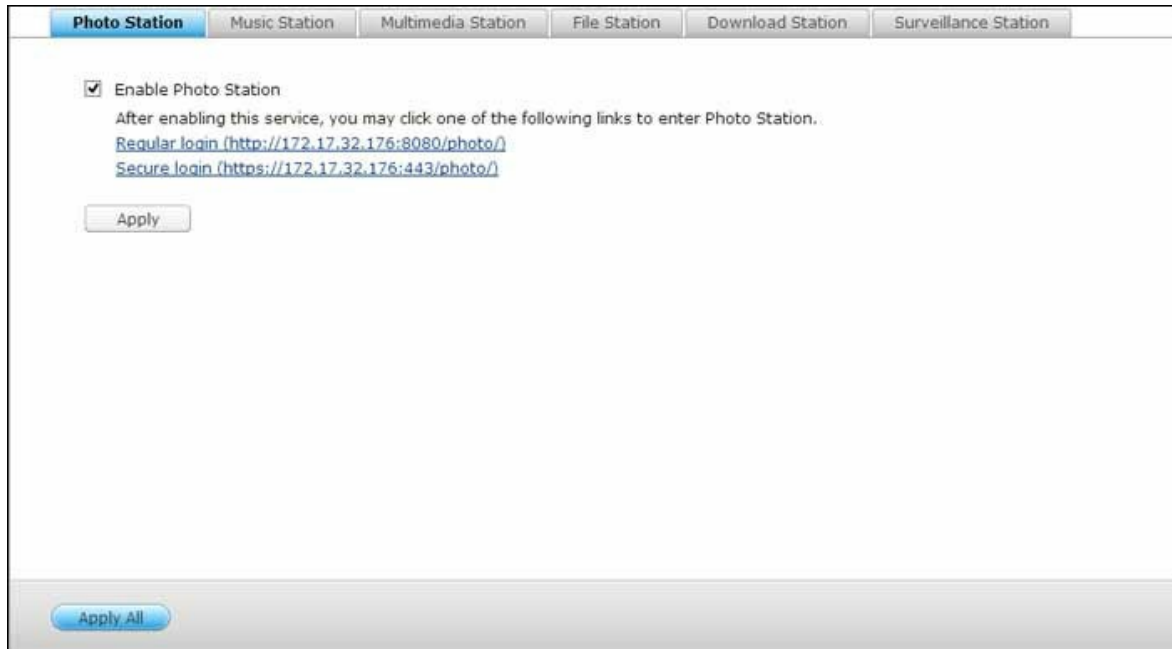 Photo Station Music Station Multimedia Station File Station Download Station Surveillance Station
Enable Photo Station
After enabling this service, you may click one of the following links to enter Photo Station.
Regular login (http://172.17.32.176:8080/photo/)
Secure login (https://172.17.32.176:443/photo/)
Apply
Apply All